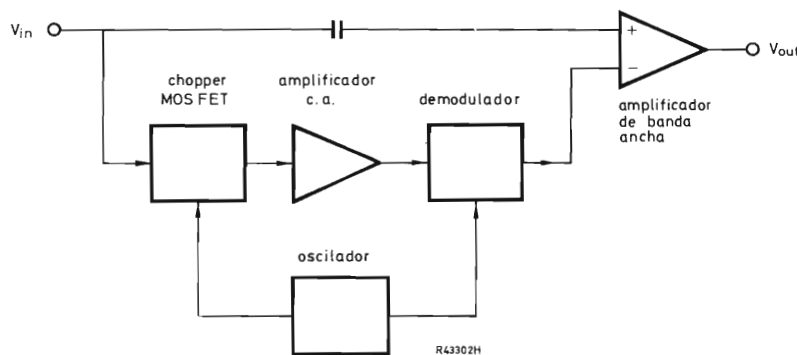 Vin
chopper
MOS FET
amplificador
c. a.
demodulador
+
−
Vout
amplificador
de banda
ancha
oscilador
R43302H